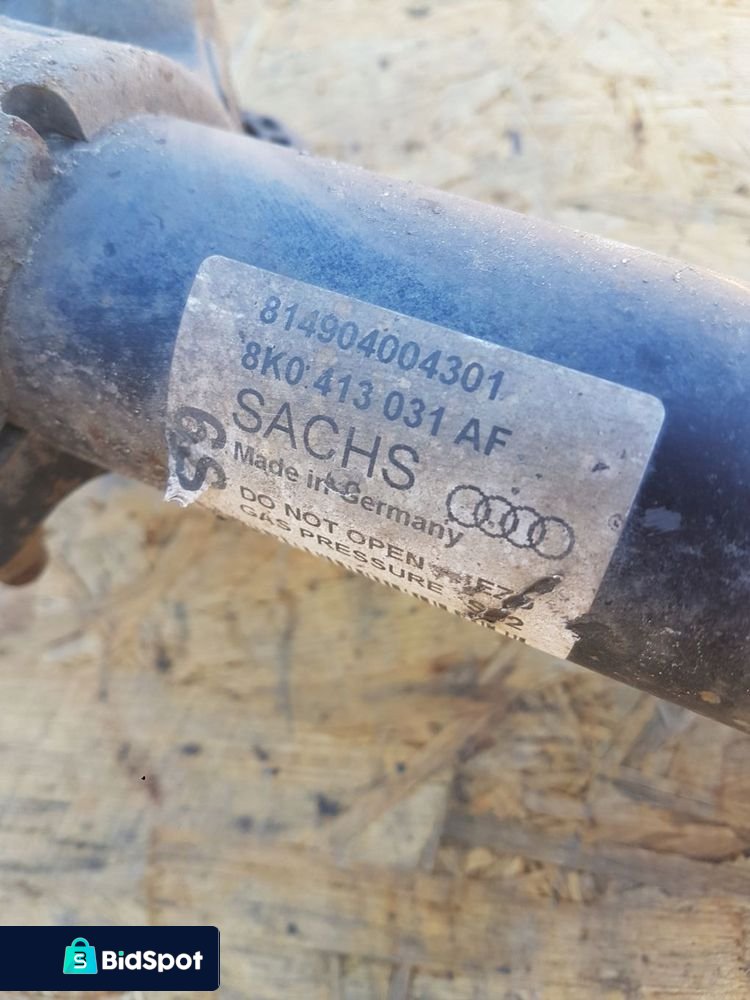 814904004301
8K0 413 031 AF
SACHS
Made in Germany
DO NOT OPEN
GAS PRESSURE
BidSpot